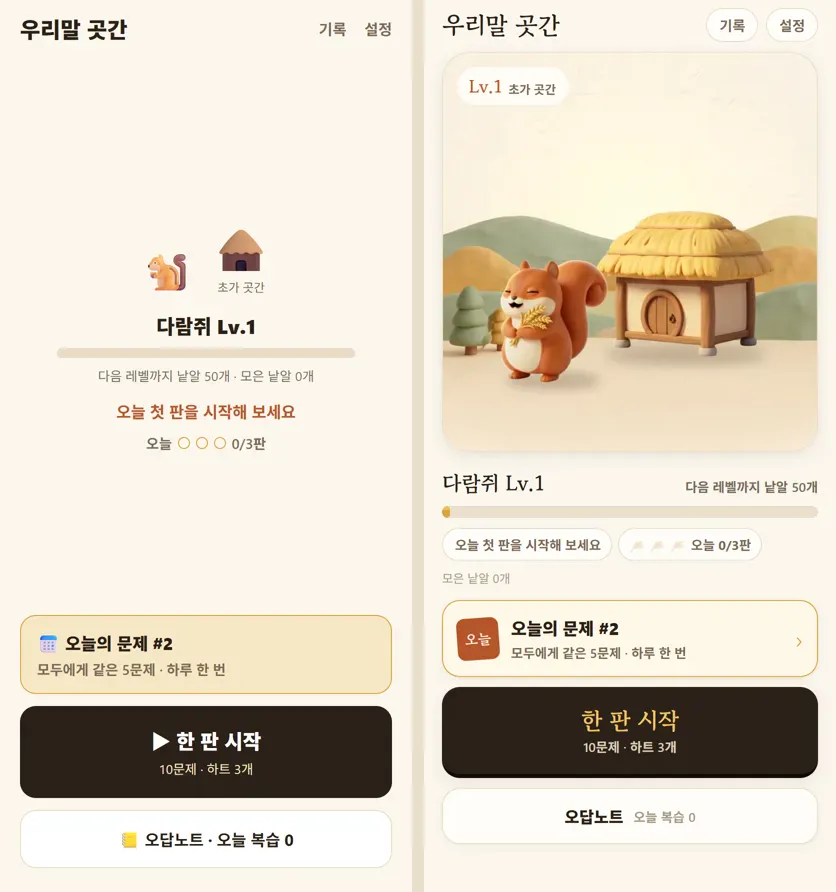 우리말 곳간
기록 설정
초가 곳간
다람쥐 Lv.1
다음 레벨까지 낟알 50개 · 모은 낟알 0개
오늘 첫 판을 시작해 보세요
오늘 0/3판
오늘의 문제 #2
모두에게 같은 5문제 · 하루 한 번
▶ 한 판 시작
10문제 · 하트 3개
오답노트 · 오늘 복습 0
우리말 곳간
기록 설정
Lv.1 초가 곳간
다람쥐 Lv.1 다음 레벨까지 낟알 50개
오늘 첫 판을 시작해 보세요 오늘 0/3판
모은 낟알 0개
오늘
오늘의 문제 #2
모두에게 같은 5문제 · 하루 한 번
한 판 시작
10문제 · 하트 3개
오답노트 오늘 복습 0